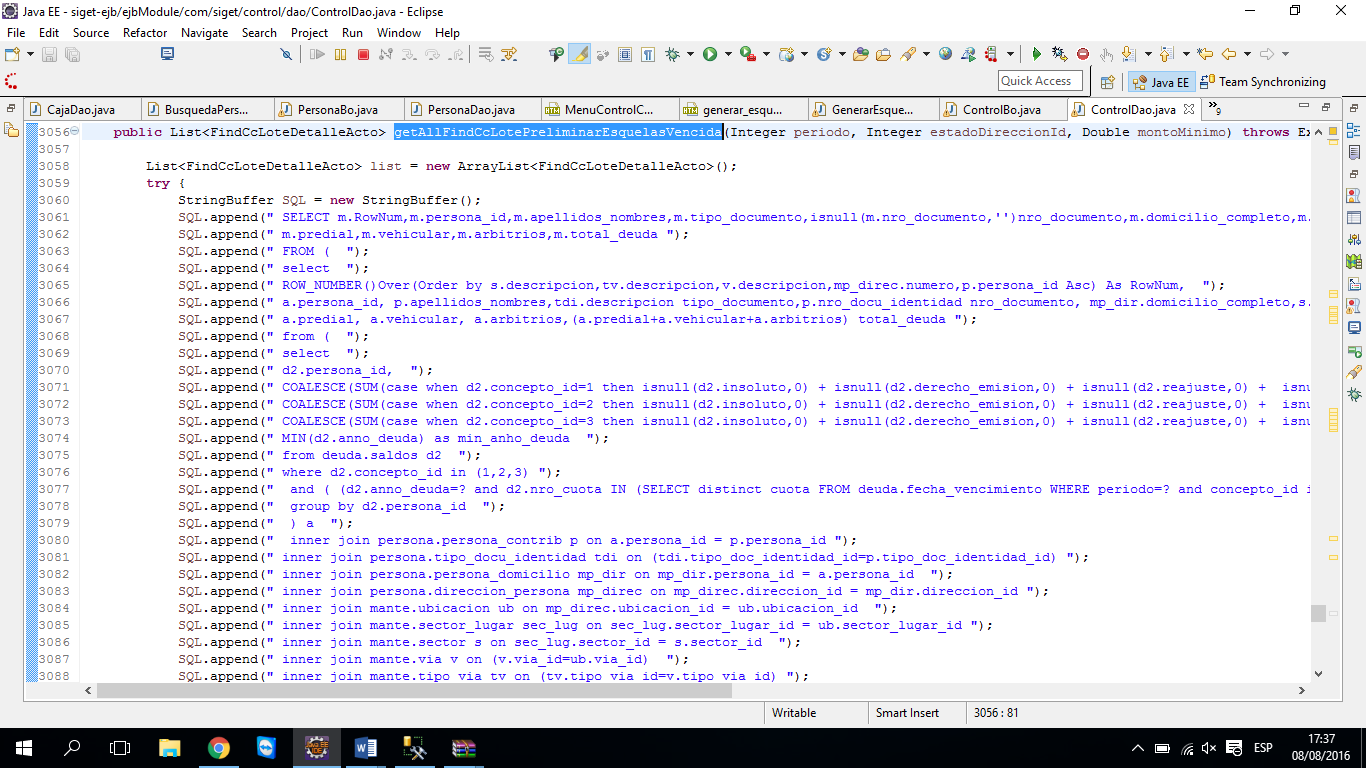 Java EE - siget-ejb/ejbModule/com/siget/control/dao/ControlDao.java - Eclipse
File Edit Source Refactor Navigate Search Project Run Window Help
Quick Access
Java EE
Team Synchronizing
CajaDao.java
BusquedaPers...
PersonaBo.java
PersonaDao.java
MenuControlC...
generar_esqu...
GenerarEsque...
ControlBo.java
ControlDao.java
»9
3056 public List<FindCcLoteDetalleActo> getAllFindCcLotePreliminarEsquelasVencida(Integer periodo, Integer estadoDireccionId, Double montoMinimo) throws Ex
3057
3058 List<FindCcLoteDetalleActo> list = new ArrayList<FindCcLoteDetalleActo>();
3059 try {
3060 StringBuffer SQL = new StringBuffer();
3061 SQL.append(" SELECT m.RowNum,m.persona_id,m.apellidos_nombres,m.tipo_documento,isnull(m.nro_documento,'')nro_documento,m.domicilio_completo,m.
3062 SQL.append(" m.predial,m.vehicular,m.arbitrios,m.total_deuda ");
3063 SQL.append(" FROM (  ");
3064 SQL.append(" select  ");
3065 SQL.append(" ROW_NUMBER()Over(Order by s.descripcion,tv.descripcion,v.descripcion,mp_direc.numero,p.persona_id Asc) As RowNum,  ");
3066 SQL.append(" a.persona_id, p.apellidos_nombres,tdi.descripcion tipo_documento,p.nro_docu_identidad nro_documento, mp_dir.domicilio_completo,s.
3067 SQL.append(" a.predial, a.vehicular, a.arbitrios,(a.predial+a.vehicular+a.arbitrios) total_deuda ");
3068 SQL.append(" from (  ");
3069 SQL.append(" select  ");
3070 SQL.append(" d2.persona_id,  ");
3071 SQL.append(" COALESCE(SUM(case when d2.concepto_id=1 then isnull(d2.insoluto,0) + isnull(d2.derecho_emision,0) + isnull(d2.reajuste,0) +  isnu
3072 SQL.append(" COALESCE(SUM(case when d2.concepto_id=2 then isnull(d2.insoluto,0) + isnull(d2.derecho_emision,0) + isnull(d2.reajuste,0) +  isnu
3073 SQL.append(" COALESCE(SUM(case when d2.concepto_id=3 then isnull(d2.insoluto,0) + isnull(d2.derecho_emision,0) + isnull(d2.reajuste,0) +  isnu
3074 SQL.append(" MIN(d2.anno_deuda) as min_anho_deuda  ");
3075 SQL.append(" from deuda.saldos d2  ");
3076 SQL.append(" where d2.concepto_id in (1,2,3) ");
3077 SQL.append("  and ( (d2.anno_deuda=? and d2.nro_cuota IN (SELECT distinct cuota FROM deuda.fecha_vencimiento WHERE periodo=? and concepto_id i
3078 SQL.append("  group by d2.persona_id  ");
3079 SQL.append("  ) a  ");
3080 SQL.append("  inner join persona.persona_contrib p on a.persona_id = p.persona_id ");
3081 SQL.append(" inner join persona.tipo_docu_identidad tdi on (tdi.tipo_doc_identidad_id=p.tipo_doc_identidad_id) ");
3082 SQL.append(" inner join persona.persona_domicilio mp_dir on mp_dir.persona_id = a.persona_id  ");
3083 SQL.append(" inner join persona.direccion_persona mp_direc on mp_direc.direccion_id = mp_dir.direccion_id ");
3084 SQL.append(" inner join mante.ubicacion ub on mp_direc.ubicacion_id = ub.ubicacion_id  ");
3085 SQL.append(" inner join mante.sector_lugar sec_lug on sec_lug.sector_lugar_id = ub.sector_lugar_id ");
3086 SQL.append(" inner join mante.sector s on sec_lug.sector_id = s.sector_id  ");
3087 SQL.append(" inner join mante.via v on (v.via_id=ub.via_id)  ");
3088 SQL.append(" inner join mante.tipo_via tv on (tv.tipo_via_id=v.tipo_via_id) ");
Writable
Smart Insert
3056 : 81
ESP
17:37
08/08/2016